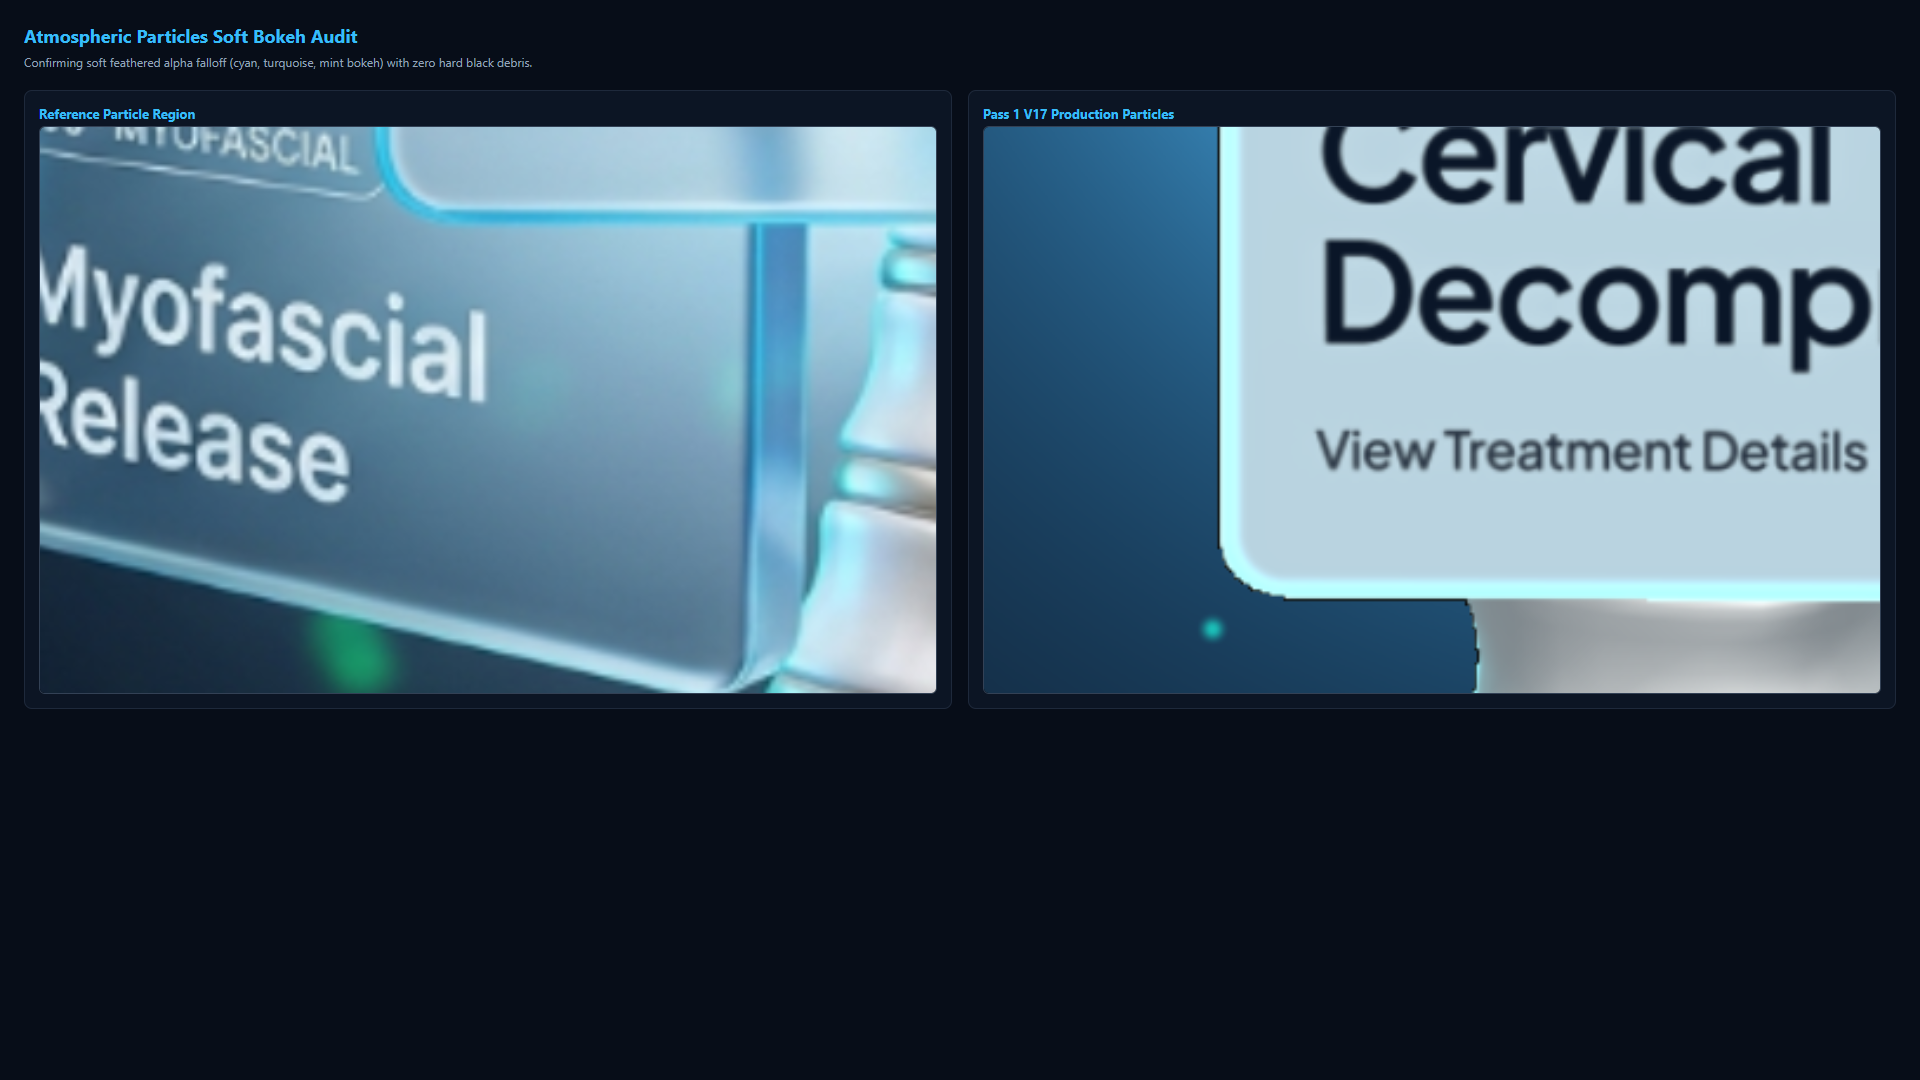 Atmospheric Particles Soft Bokeh Audit
Confirming soft feathered alpha falloff (cyan, turquoise, mint bokeh) with zero hard black debris.
Reference Particle Region
MYOFASCIAL
Myofascial
Release
Pass 1 V17 Production Particles
Cervical
Decomp
View Treatment Details